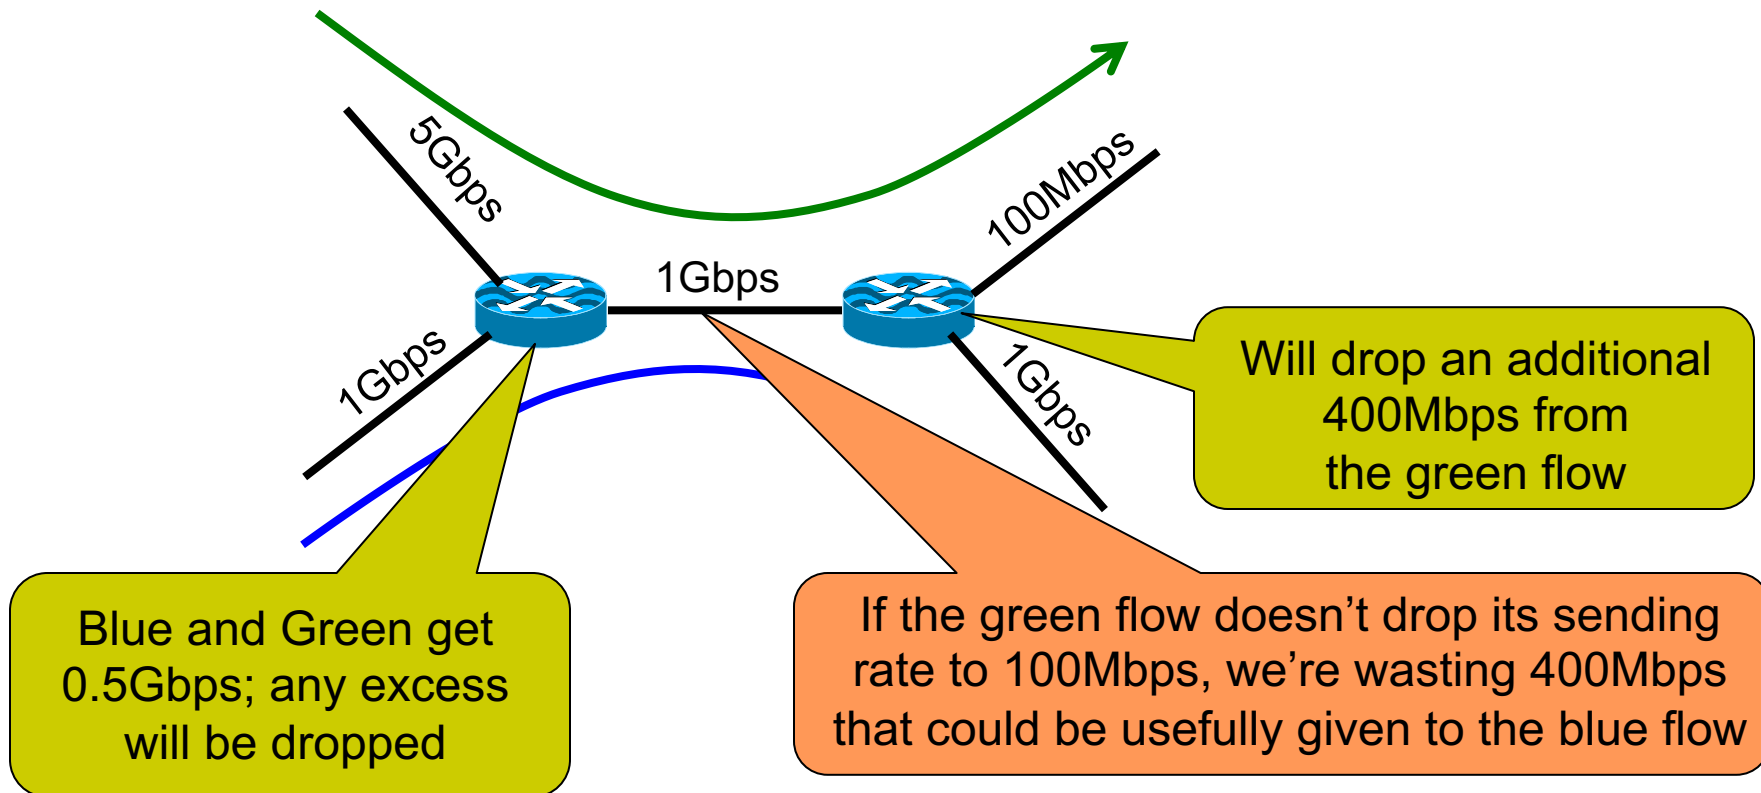 5Gbps
100Mbps
1Gbps
1Gbps
1Gbps
Will drop an additional
400Mbps from
the green flow
Blue and Green get
0.5Gbps; any excess
will be dropped
If the green flow doesn’t drop its sending
rate to 100Mbps, we’re wasting 400Mbps
that could be usefully given to the blue flow